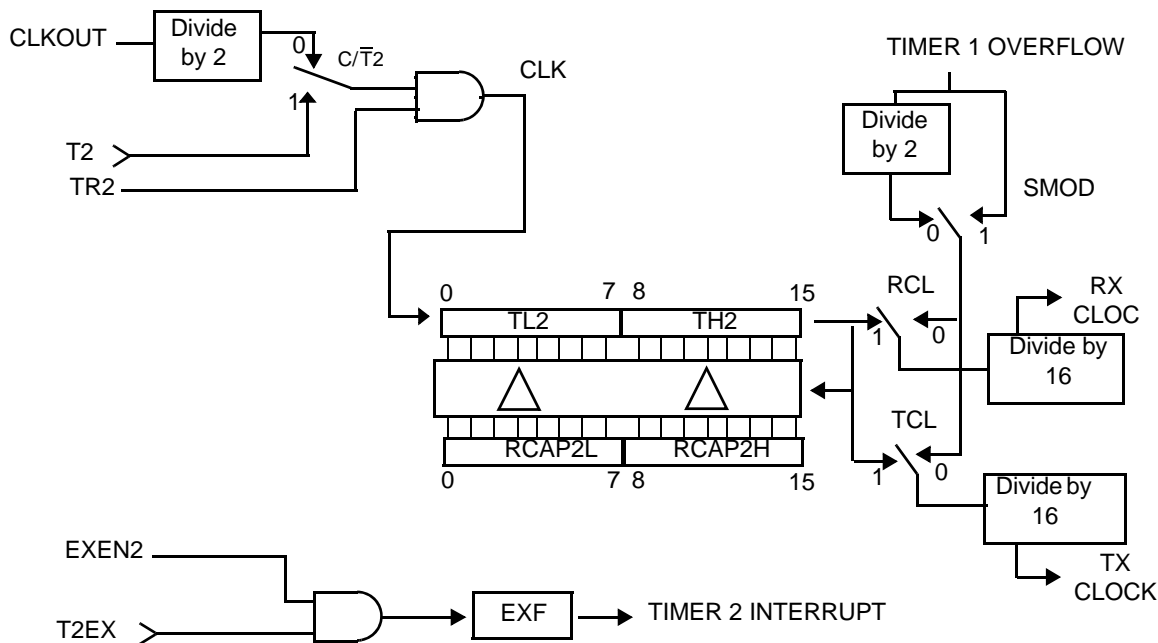 CLKOUT
Divide
by 2
0
C/T̅2
1
CLK
T2
TR2
TIMER 1 OVERFLOW
Divide
by 2
SMOD
0
1
0
7
8
15
TL2
TH2
RCL
1
0
RX
CLOC
Divide by
16
TCL
1
0
RCAP2L
RCAP2H
0
7
8
15
Divide by
16
TX
CLOCK
EXEN2
T2EX
EXF
TIMER 2 INTERRUPT